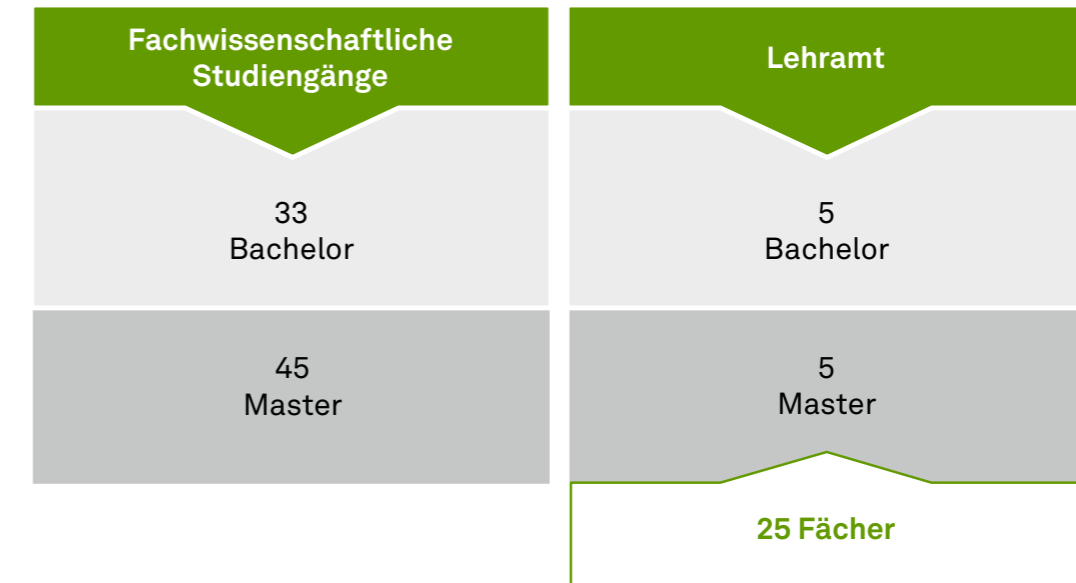 Fachwissenschaftliche
Studiengänge
33
Bachelor
45
Master
Lehramt
5
Bachelor
5
Master
25 Fächer